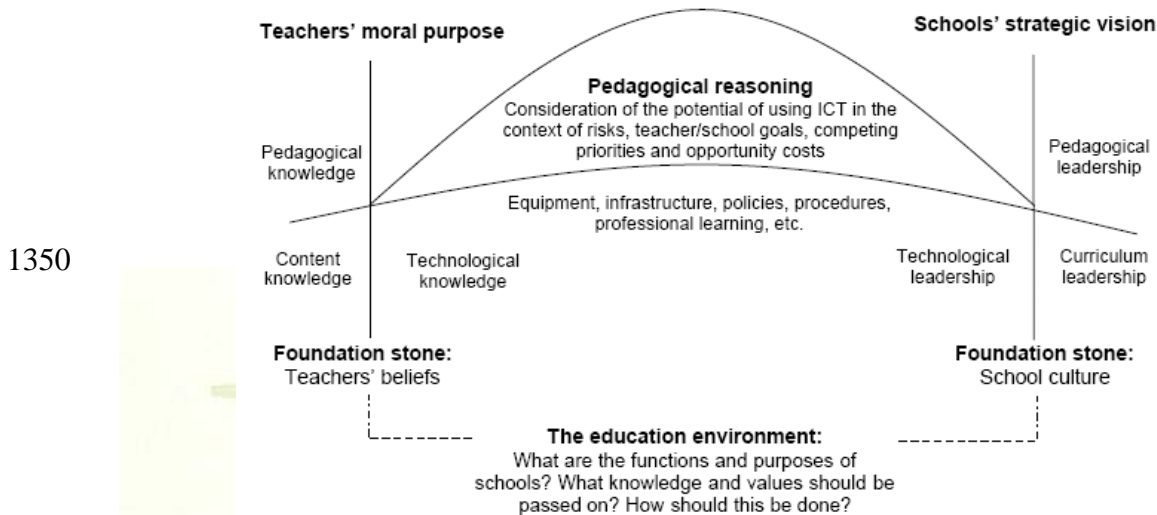 Teachers' moral purpose
Schools' strategic vision
Pedagogical reasoning
Consideration of the potential of using ICT in the
context of risks, teacher/school goals, competing
priorities and opportunity costs
Pedagogical
knowledge
Pedagogical
leadership
Equipment, infrastructure, policies, procedures,
professional learning, etc.
1350
Content
knowledge
Technological
knowledge
Technological
leadership
Curriculum
leadership
Foundation stone:
Teachers' beliefs
Foundation stone:
School culture
The education environment:
What are the functions and purposes of
schools? What knowledge and values should be
passed on? How should this be done?